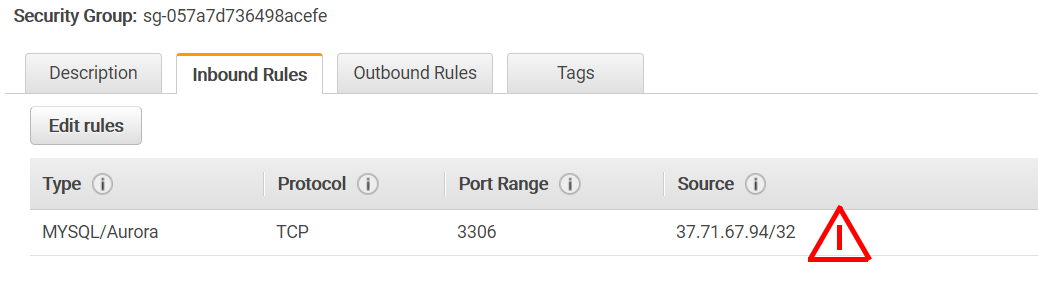 Security Group: sg-057a7d736498acefe
Description Inbound Rules Outbound Rules Tags
Edit rules
Type i Protocol i Port Range i Source i
MYSQL/Aurora TCP 3306 37.71.67.94/32